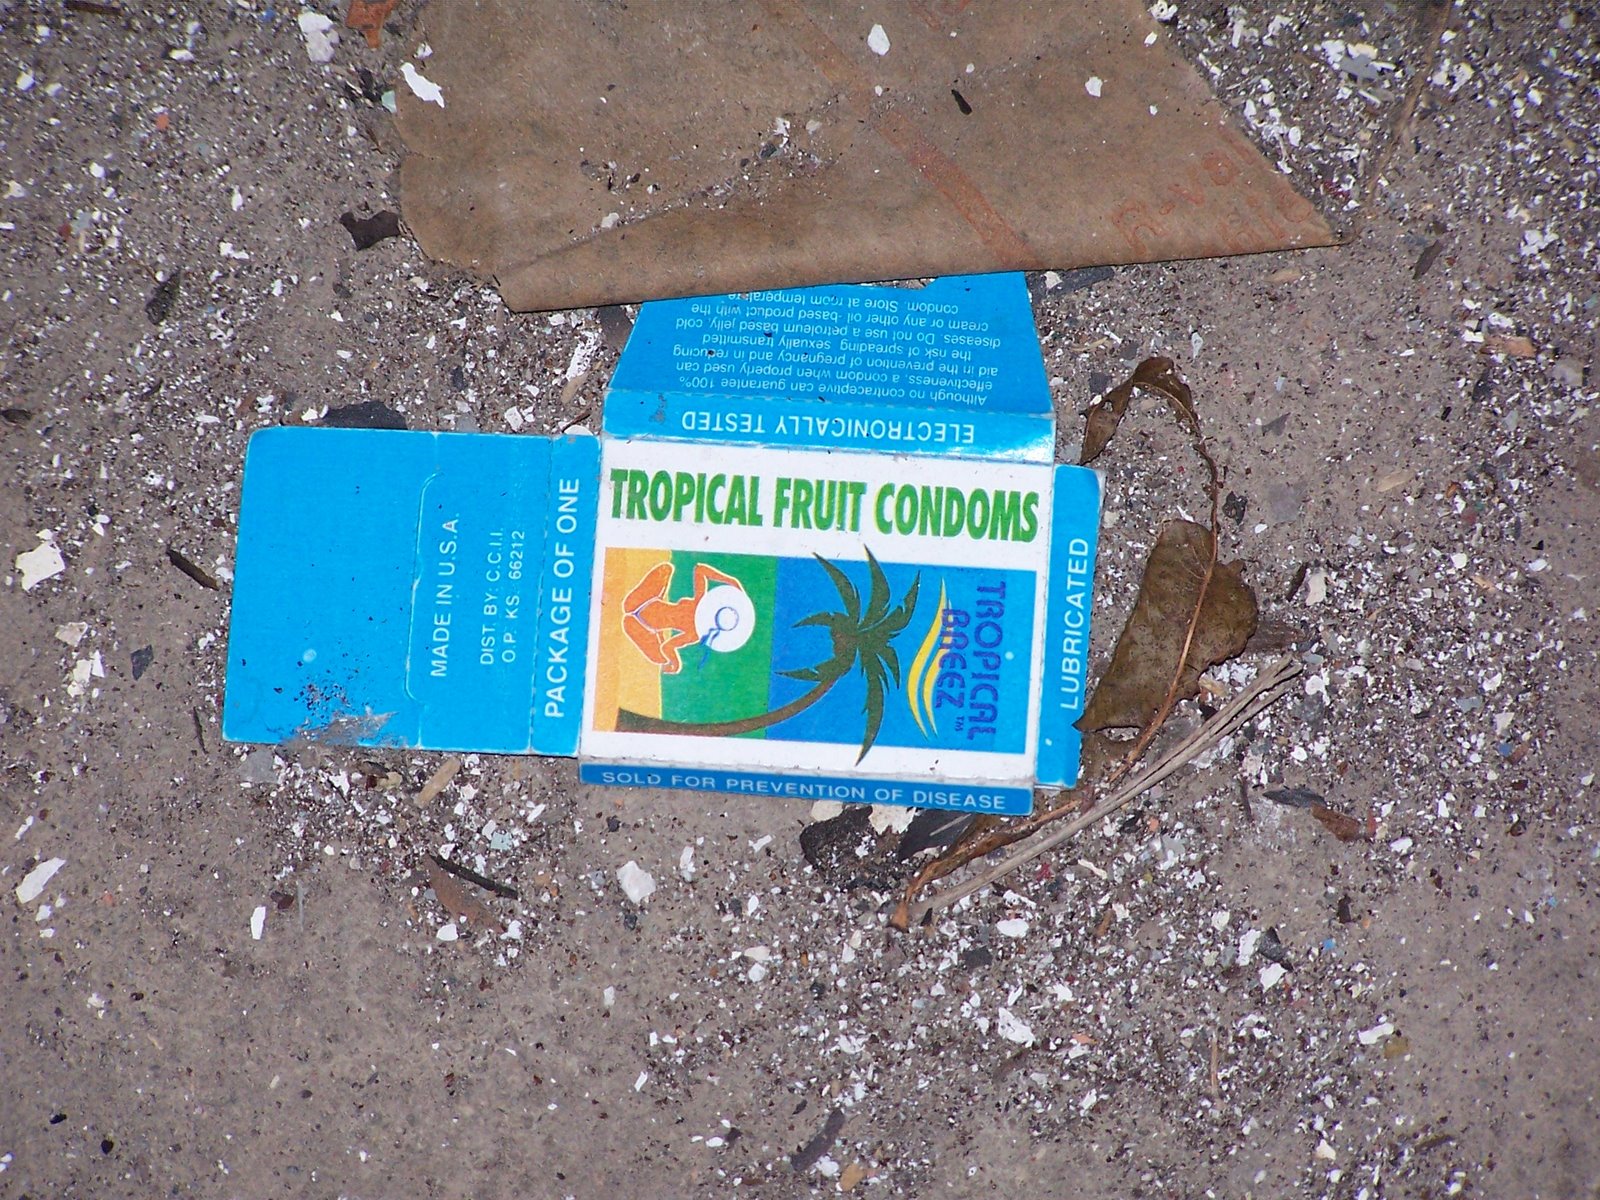 Although no contraceptive can guarantee 100%
effectiveness, a condom when properly used can
aid in the prevention of pregnancy and in reducing
the risk of spreading sexually transmitted
diseases. Do not use a petroleum based jelly, cold
cream or any other oil-based product with the
condom. Store at room temperature
ELECTRONICALLY TESTED
TROPICAL FRUIT CONDOMS
TROPICAL
BREEZ™
LUBRICATED
PACKAGE OF ONE
MADE IN U.S.A.
DIST. BY: C.C.I.I.
O.P. KS. 66212
SOLD FOR PREVENTION OF DISEASE